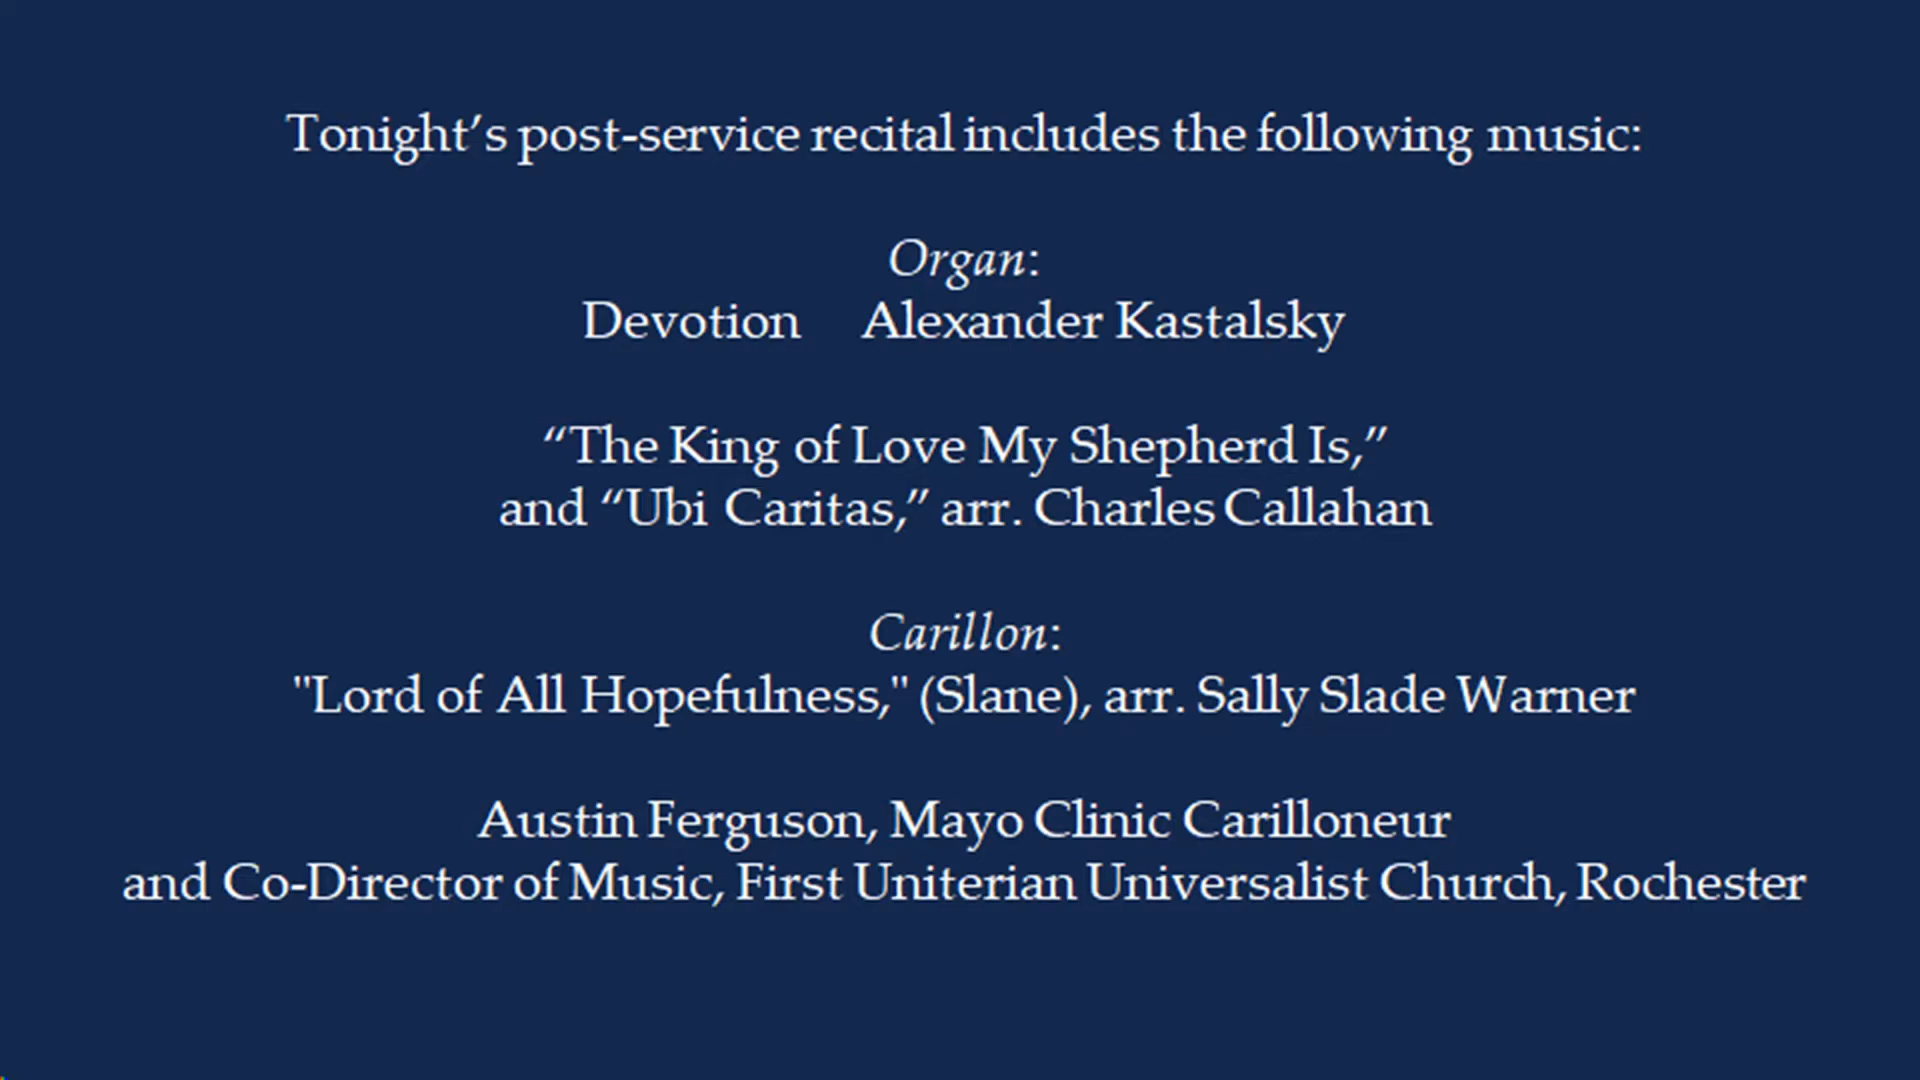 Tonight’s post-service recital includes the following music:
Organ:
Devotion Alexander Kastalsky
“The King of Love My Shepherd Is,”
and “Ubi Caritas,” arr. Charles Callahan
Carillon:
"Lord of All Hopefulness," (Slane), arr. Sally Slade Warner
Austin Ferguson, Mayo Clinic Carilloneur
and Co-Director of Music, First Uniterian Universalist Church, Rochester